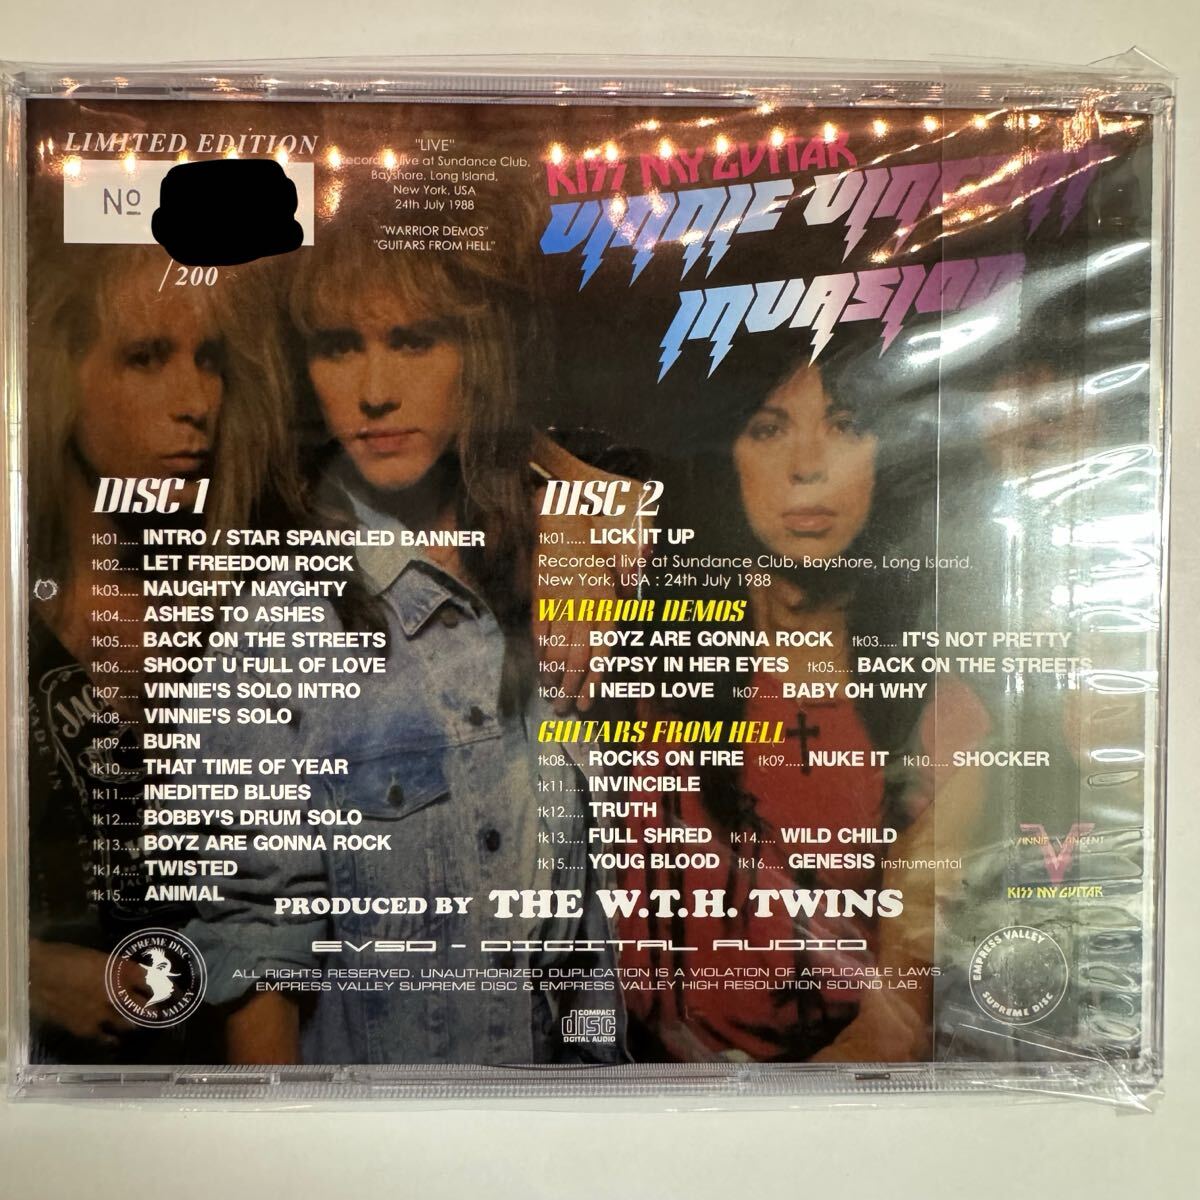 LIMITED EDITION
Nº
/200
"LIVE"
Recorded live at Sundance Club,
Bayshore, Long Island,
New York, USA
24th July 1988
"WARRIOR DEMOS"
"GUITARS FROM HELL"
KISS MY GUITAR
VINNIE VINCENT
INVASION
DISC 1
tk01..... INTRO / STAR SPANGLED BANNER
tk02..... LET FREEDOM ROCK
tk03..... NAUGHTY NAYGHTY
tk04..... ASHES TO ASHES
tk05..... BACK ON THE STREETS
tk06..... SHOOT U FULL OF LOVE
tk07..... VINNIE'S SOLO INTRO
tk08..... VINNIE'S SOLO
tk09..... BURN
tk10..... THAT TIME OF YEAR
tk11..... INEDITED BLUES
tk12..... BOBBY'S DRUM SOLO
tk13..... BOYZ ARE GONNA ROCK
tk14..... TWISTED
tk15..... ANIMAL
DISC 2
tk01..... LICK IT UP
Recorded live at Sundance Club, Bayshore, Long Island,
New York, USA : 24th July 1988
WARRIOR DEMOS
tk02..... BOYZ ARE GONNA ROCK tk03..... IT'S NOT PRETTY
tk04..... GYPSY IN HER EYES tk05..... BACK ON THE STREETS
tk06..... I NEED LOVE tk07..... BABY OH WHY
GUITARS FROM HELL
tk08..... ROCKS ON FIRE tk09..... NUKE IT tk10..... SHOCKER
tk11..... INVINCIBLE
tk12..... TRUTH
tk13..... FULL SHRED tk14..... WILD CHILD
tk15..... YOUG BLOOD tk16..... GENESIS instrumental
VINNIE VINCENT
KISS MY GUITAR
PRODUCED BY THE W.T.H. TWINS
EVSD - DIGITAL AUDIO
ALL RIGHTS RESERVED. UNAUTHORIZED DUPLICATION IS A VIOLATION OF APPLICABLE LAWS.
EMPRESS VALLEY SUPREME DISC & EMPRESS VALLEY HIGH RESOLUTION SOUND LAB.
SUPREME DISC
EMPRESS VALLEY
EMPRESS VALLEY
SUPREME DISC
COMPACT
disc
DIGITAL AUDIO